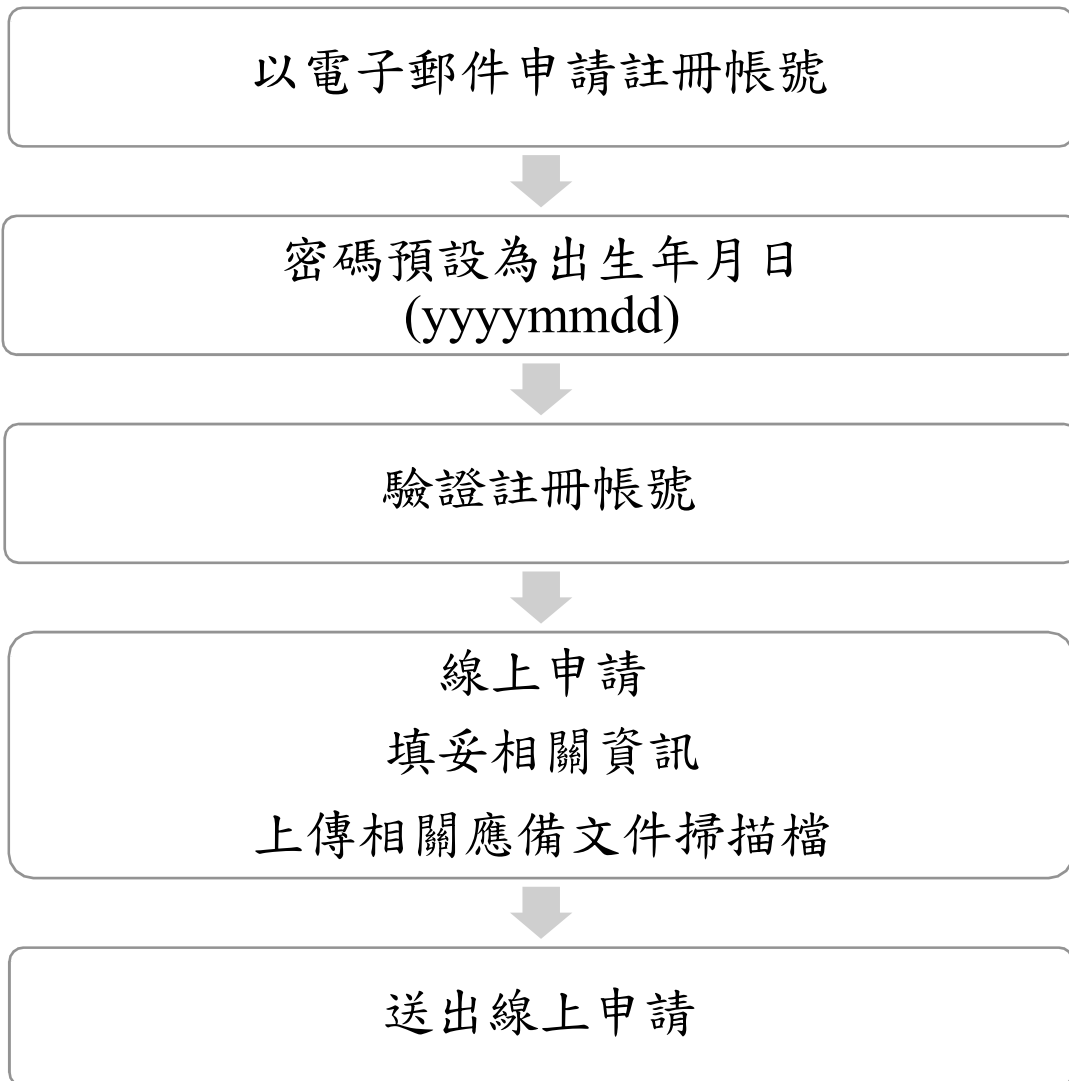 以電子郵件申請註冊帳號
密碼預設為出生年月日
(yyyymmdd)
驗證註冊帳號
線上申請
填妥相關資訊
上傳相關應備文件掃描檔
送出線上申請